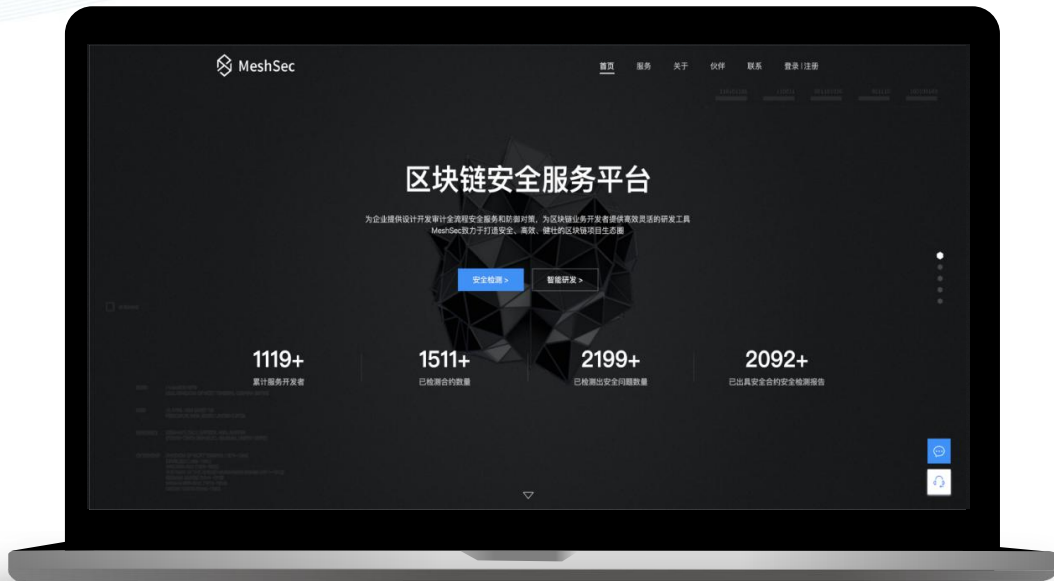 MeshSec
首页 服务 关于 伙伴 联系 登录 | 注册
区块链安全服务平台
为企业提供设计开发审计全流程安全服务和防御对策，为区块链业务开发者提供高效灵活的研发工具
MeshSec致力于打造安全、高效、健壮的区块链项目生态圈
安全检测 > 智能研发 >
1119+ 1511+ 2199+ 2092+
累计服务开发者 已检测合约数量 已检测出安全问题数量 已出具安全合约安全检测报告